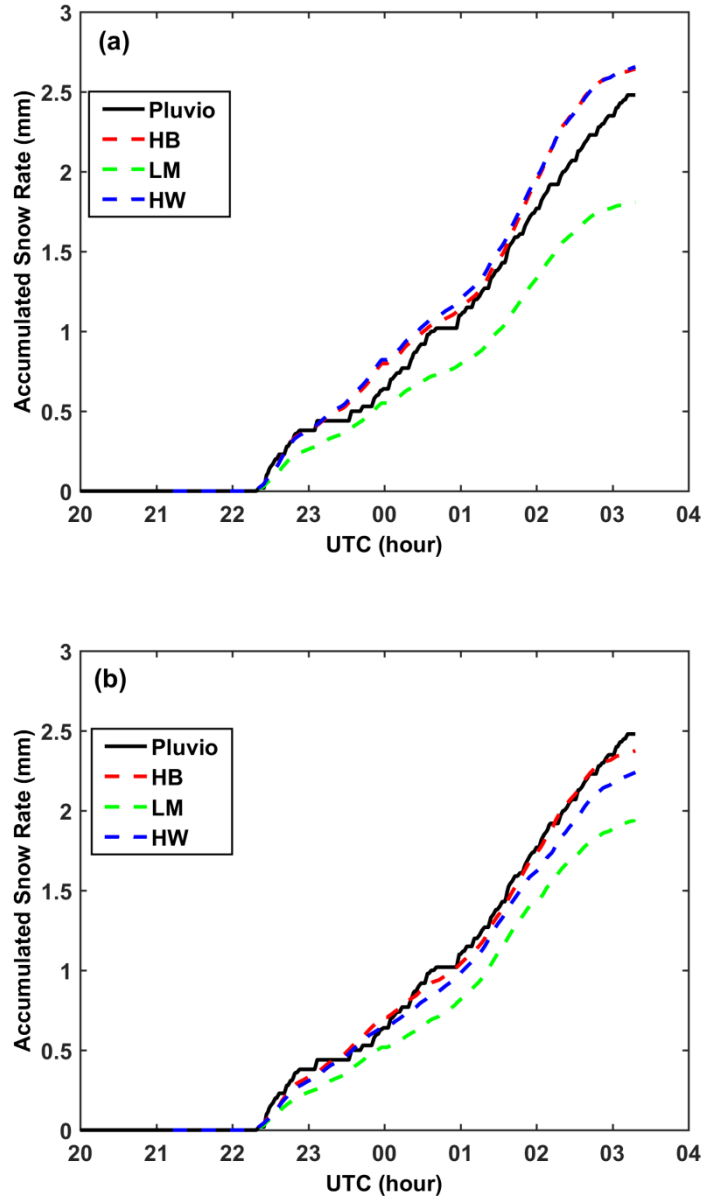 (a)
3
2.5
2
1.5
1
0.5
0
Accumulated Snow Rate (mm)
Pluvio
HB
LM
HW
20 21 22 23 00 01 02 03 04
UTC (hour)
(b)
3
2.5
2
1.5
1
0.5
0
Accumulated Snow Rate (mm)
Pluvio
HB
LM
HW
20 21 22 23 00 01 02 03 04
UTC (hour)